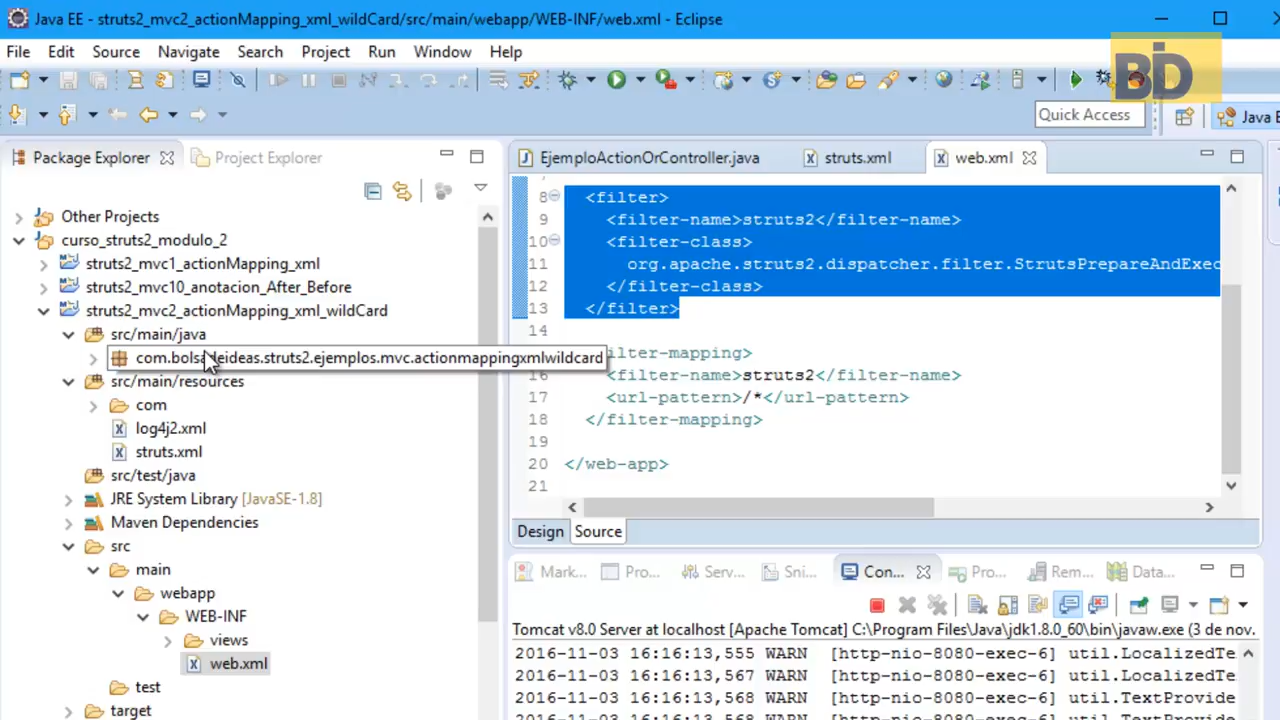 Java EE - struts2_mvc2_actionMapping_xml_wildCard/src/main/webapp/WEB-INF/web.xml - Eclipse
File Edit Source Navigate Search Project Run Window Help
BID
Quick Access
Java E
Package Explorer
Project Explorer
EjemploActionOrController.java
struts.xml
web.xml
Other Projects
curso_struts2_modulo_2
struts2_mvc1_actionMapping_xml
struts2_mvc10_anotacion_After_Before
struts2_mvc2_actionMapping_xml_wildCard
src/main/java
com.bolsadeideas.struts2.ejemplos.mvc.actionmappingxmlwildcard
src/main/resources
com
log4j2.xml
struts.xml
src/test/java
JRE System Library [JavaSE-1.8]
Maven Dependencies
src
main
webapp
WEB-INF
views
web.xml
test
target
8 <filter>
9 <filter-name>struts2</filter-name>
10 <filter-class>
11 org.apache.struts2.dispatcher.filter.StrutsPrepareAndExec
12 </filter-class>
13 </filter>
14
ilter-mapping>
16 <filter-name>struts2</filter-name>
17 <url-pattern>/*</url-pattern>
18 </filter-mapping>
19
20 </web-app>
21
Design Source
Mark... Pro... Serv... Sni... Con... Pro... Rem... Data...
Tomcat v8.0 Server at localhost [Apache Tomcat] C:\Program Files\Java\jdk1.8.0_60\bin\javaw.exe (3 de nov.
2016-11-03 16:16:13,555 WARN [http-nio-8080-exec-6] util.LocalizedTe
2016-11-03 16:16:13,567 WARN [http-nio-8080-exec-6] util.LocalizedTe
2016-11-03 16:16:13,568 WARN [http-nio-8080-exec-6] util.TextProvide